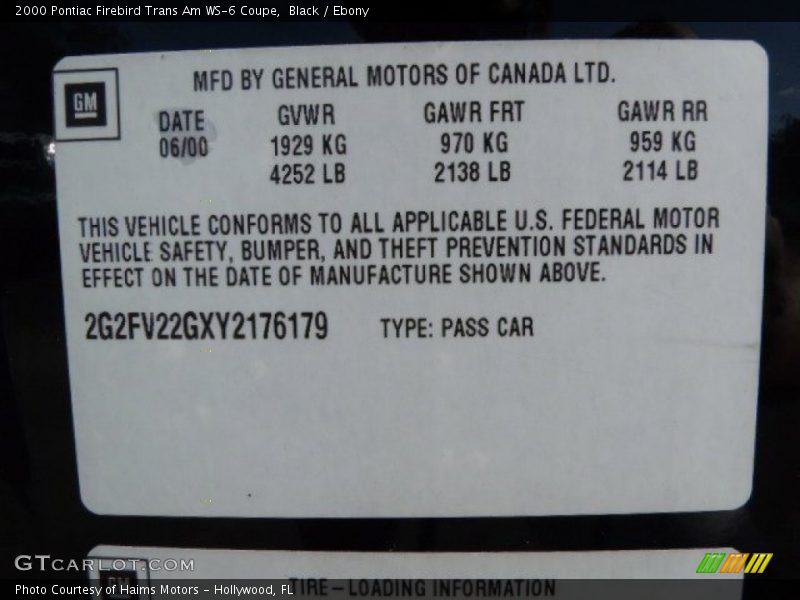 2000 Pontiac Firebird Trans Am WS-6 Coupe, Black / Ebony
GM
MFD BY GENERAL MOTORS OF CANADA LTD.
DATE GVWR GAWR FRT GAWR RR
06/00 1929 KG 970 KG 959 KG
4252 LB 2138 LB 2114 LB
THIS VEHICLE CONFORMS TO ALL APPLICABLE U.S. FEDERAL MOTOR
VEHICLE SAFETY, BUMPER, AND THEFT PREVENTION STANDARDS IN
EFFECT ON THE DATE OF MANUFACTURE SHOWN ABOVE.
2G2FV22GXY2176179 TYPE: PASS CAR
GTCARLOT.COM
GM
TIRE-LOADING INFORMATION
Photo Courtesy of Haims Motors - Hollywood, FL